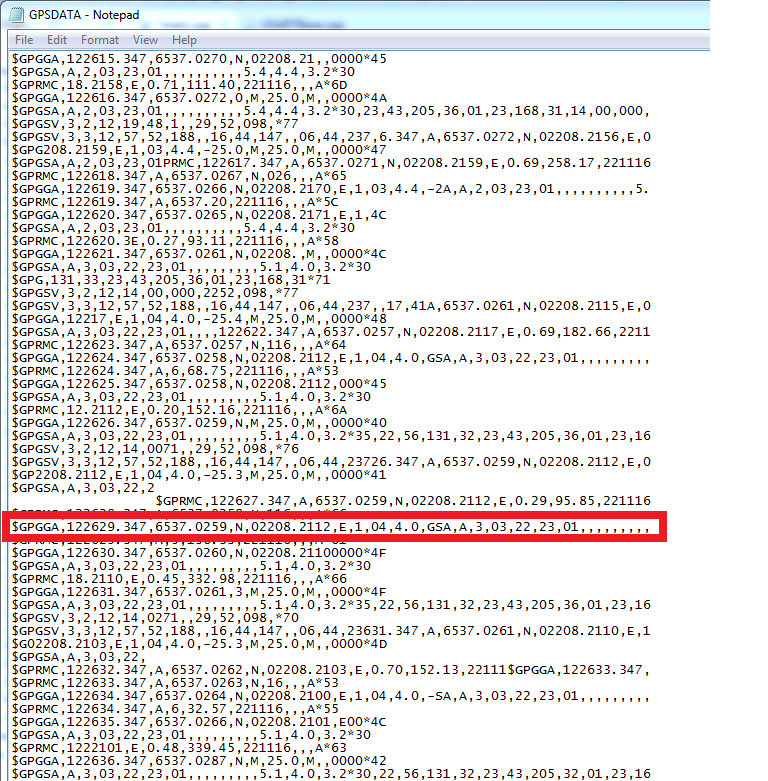 GPSDATA - Notepad
File Edit Format View Help
$GPGGA,122615.347,6537.0270,N,02208.21,,0000*45
$GPGSA,A,2,03,23,01,,,,,,,,,,5.4,4.4,3.2*30
$GPRMC,18.2158,E,0.71,111.40,221116,,,A*6D
$GPGGA,122616.347,6537.0272,0,M,25.0,M,,0000*4A
$GPGSA,A,2,03,23,01,,,,,,,,,,5.4,4.4,3.2*30,23,43,205,36,01,23,168,31,14,00,000,
$GPGSV,3,2,12,19,48,1,,29,52,098,*77
$GPGSV,3,3,12,57,52,188,,16,44,147,,06,44,237,6.347,A,6537.0272,N,02208.2156,E,0
$GPG208.2159,E,1,03,4.4,-25.0,M,25.0,M,,0000*47
$GPGSA,A,2,03,23,01PRMC,122617.347,A,6537.0271,N,02208.2159,E,0.69,258.17,221116
$GPRMC,122618.347,A,6537.0267,N,026,,,A*65
$GPGGA,122619.347,6537.0266,N,02208.2170,E,1,03,4.4,-2A,A,2,03,23,01,,,,,,,,,,5.
$GPRMC,122619.347,A,6537.20,221116,,,A*5C
$GPGGA,122620.347,6537.0265,N,02208.2171,E,1,4C
$GPGSA,A,2,03,23,01,,,,,,,,,,5.4,4.4,3.2*30
$GPRMC,122620.3E,0.27,93.11,221116,,,A*58
$GPGGA,122621.347,6537.0261,N,02208.,M,,0000*4C
$GPGSA,A,3,03,22,23,01,,,,,,,,,5.1,4.0,3.2*30
$GPG,131,33,23,43,205,36,01,23,168,31*71
$GPGSV,3,2,12,14,00,000,2252,098,*77
$GPGSV,3,3,12,57,52,188,,16,44,147,,06,44,237,,17,41A,6537.0261,N,02208.2115,E,0
$GPGGA,12217,E,1,04,4.0,-25.4,M,25.0,M,,0000*48
$GPGSA,A,3,03,22,23,01,,,,122622.347,A,6537.0257,N,02208.2117,E,0.69,182.66,2211
$GPRMC,122623.347,A,6537.0257,N,116,,,A*64
$GPGGA,122624.347,6537.0258,N,02208.2112,E,1,04,4.0,GSA,A,3,03,22,23,01,,,,,,,,,
$GPRMC,122624.347,A,6,68.75,221116,,,A*53
$GPGGA,122625.347,6537.0258,N,02208.2112,000*45
$GPGSA,A,3,03,22,23,01,,,,,,,,,5.1,4.0,3.2*30
$GPRMC,12.2112,E,0.20,152.16,221116,,,A*6A
$GPGGA,122626.347,6537.0259,N,M,25.0,M,,0000*40
$GPGSA,A,3,03,22,23,01,,,,,,,,,5.1,4.0,3.2*35,22,56,131,32,23,43,205,36,01,23,16
$GPGSV,3,2,12,14,0071,,29,52,098,*76
$GPGSV,3,3,12,57,52,188,,16,44,147,,06,44,23726.347,A,6537.0259,N,02208.2112,E,0
$GP2208.2112,E,1,04,4.0,-25.3,M,25.0,M,,0000*41
$GPGSA,A,3,03,22,2
$GPRMC,122627.347,A,6537.0259,N,02208.2112,E,0.29,95.85,221116
$GPGGA,122629.347,6537.0259,N,02208.2112,E,1,04,4.0,GSA,A,3,03,22,23,01,,,,,,,,,
$GPGGA,122630.347,6537.0260,N,02208.21100000*4F
$GPGSA,A,3,03,22,23,01,,,,,,,,,5.1,4.0,3.2*30
$GPRMC,18.2110,E,0.45,332.98,221116,,,A*66
$GPGGA,122631.347,6537.0261,3,M,25.0,M,,0000*4F
$GPGSA,A,3,03,22,23,01,,,,,,,,,5.1,4.0,3.2*35,22,56,131,32,23,43,205,36,01,23,16
$GPGSV,3,2,12,14,0271,,29,52,098,*70
$GPGSV,3,3,12,57,52,188,,16,44,147,,06,44,23631.347,A,6537.0261,N,02208.2110,E,1
$G02208.2103,E,1,04,4.0,-25.3,M,25.0,M,,0000*4D
$GPGSA,A,3,03,22,
$GPRMC,122632.347,A,6537.0262,N,02208.2103,E,0.70,152.13,22111$GPGGA,122633.347,
$GPRMC,122633.347,A,6537.0263,N,16,,,A*53
$GPGGA,122634.347,6537.0264,N,02208.2100,E,1,04,4.0,-SA,A,3,03,22,23,01,,,,,,,,,
$GPRMC,122634.347,A,6,32.57,221116,,,A*55
$GPGGA,122635.347,6537.0266,N,02208.2101,E00*4C
$GPGSA,A,3,03,22,23,01,,,,,,,,,5.1,4.0,3.2*30
$GPRMC,1222101,E,0.48,339.45,221116,,,A*63
$GPGGA,122636.347,6537.0287,N,M,25.0,M,,0000*42
$GPGSA,A,3,03,22,23,01,,,,,,,,,5.1,4.0,3.2*30,22,56,131,32,23,43,205,32,01,23,16